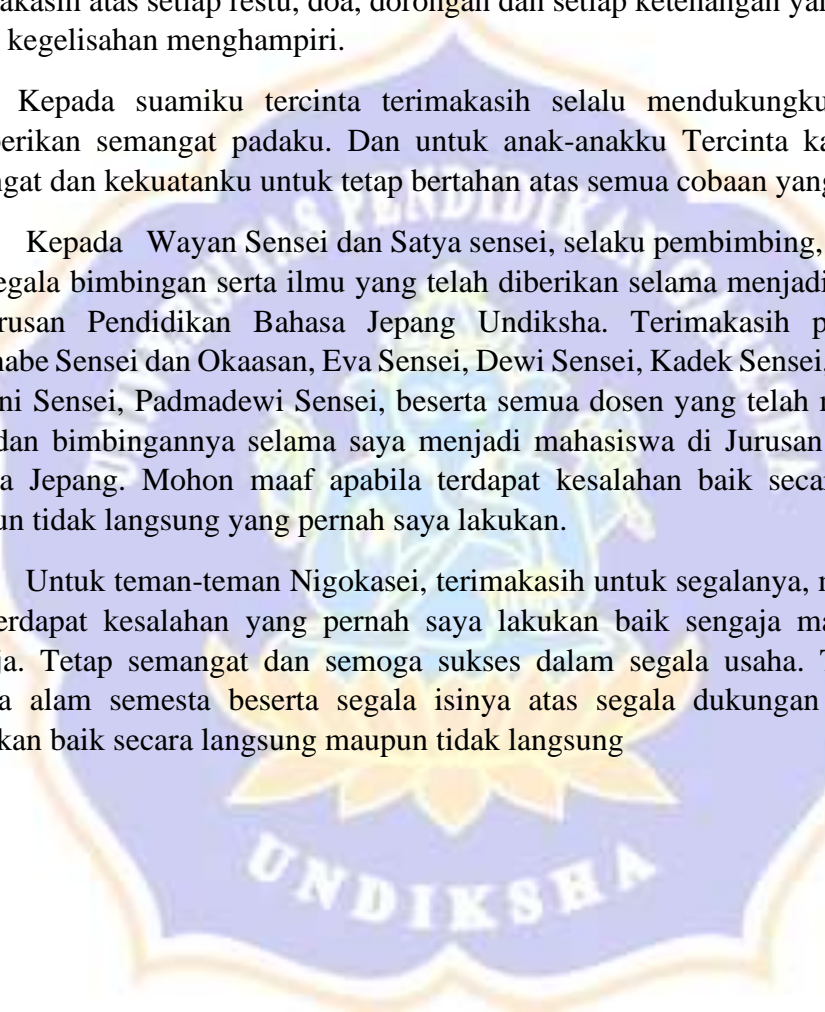 akasih atas setiap restu, doa, dorongan dan setiap ketenangan yan
kegelisahan menghampiri.
Kepada suamiku tercinta terimakasih selalu mendukungku
berikan semangat padaku. Dan untuk anak-anakku Tercinta ka
ngat dan kekuatanku untuk tetap bertahan atas semua cobaan yang
Kepada Wayan Sensei dan Satya sensei, selaku pembimbing,
egala bimbingan serta ilmu yang telah diberikan selama menjadi
rusan Pendidikan Bahasa Jepang Undiksha. Terimakasih p
nabe Sensei dan Okaasan, Eva Sensei, Dewi Sensei, Kadek Sensei,
ni Sensei, Padmadewi Sensei, beserta semua dosen yang telah m
dan bimbingannya selama saya menjadi mahasiswa di Jurusan
a Jepang. Mohon maaf apabila terdapat kesalahan baik secar
un tidak langsung yang pernah saya lakukan.
Untuk teman-teman Nigokasei, terimakasih untuk segalanya, m
erdapat kesalahan yang pernah saya lakukan baik sengaja ma
ja. Tetap semangat dan semoga sukses dalam segala usaha. T
a alam semesta beserta segala isinya atas segala dukungan
kan baik secara langsung maupun tidak langsung
UNIVERSITAS PENDIDIKAN GANESHA
UNDIKSHA